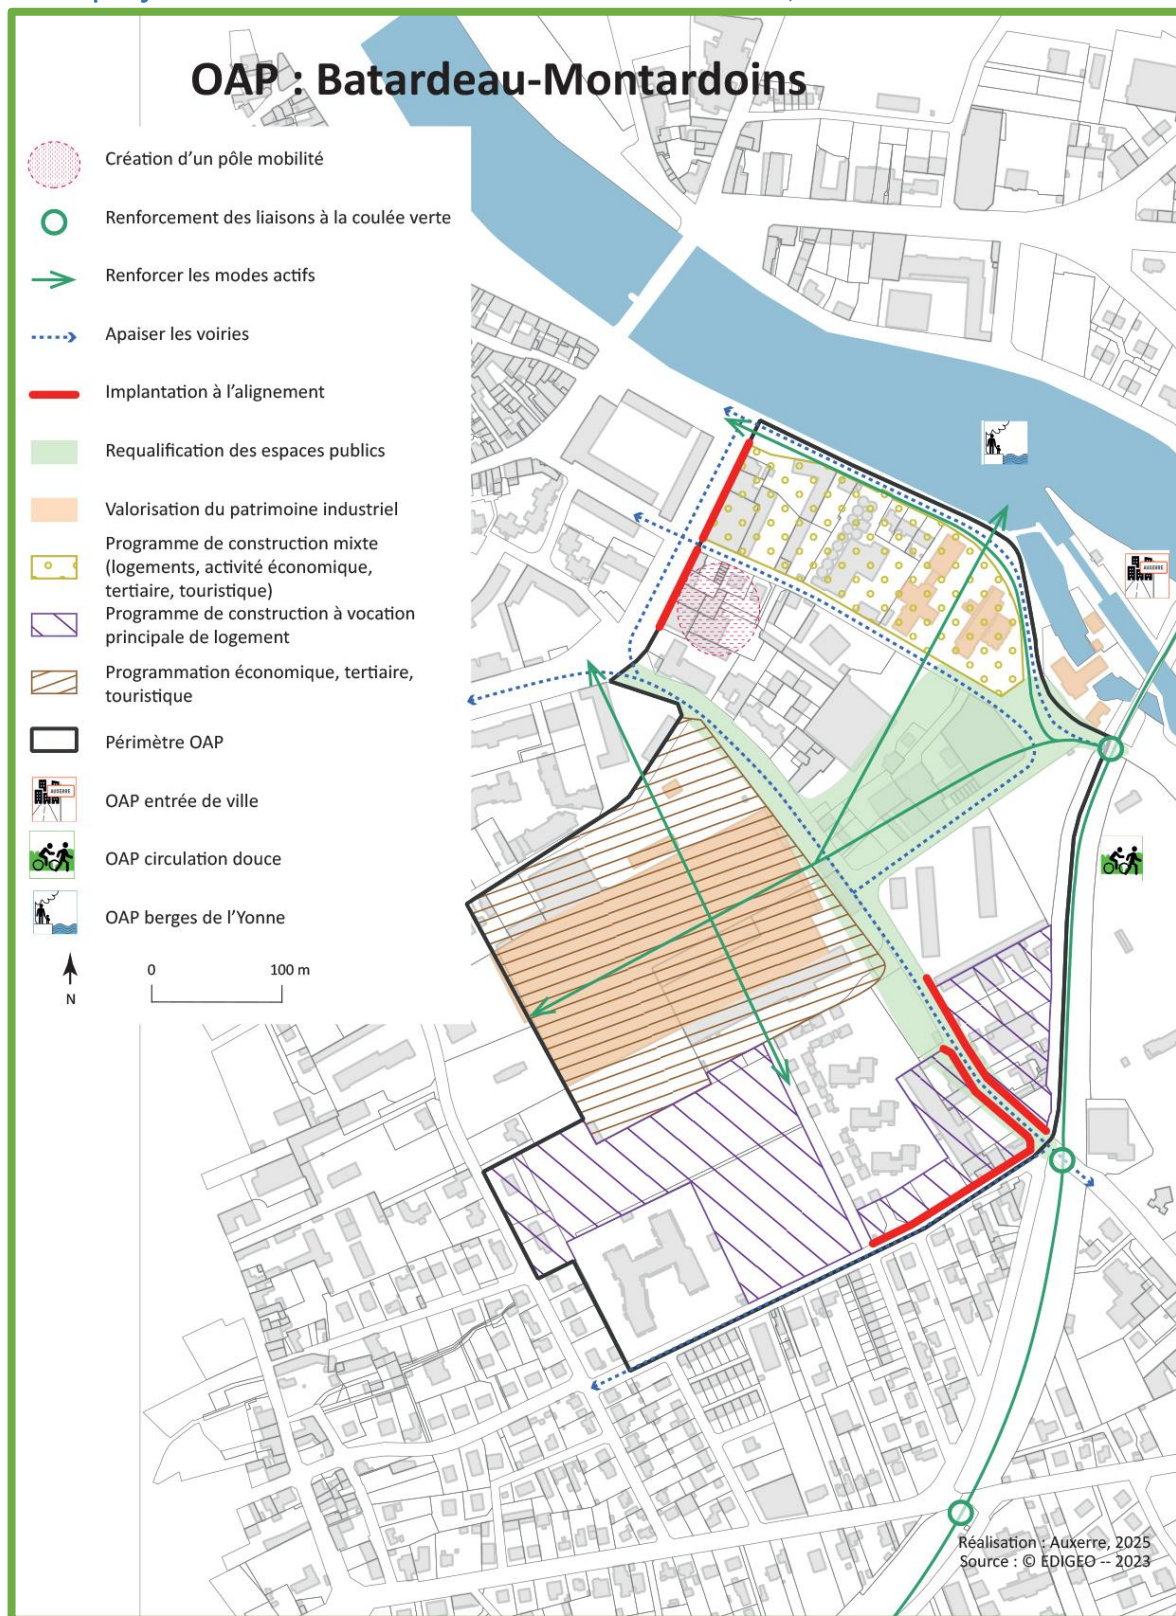 OAP : Batardeau-Montardoins
Création d’un pôle mobilité
Renforcement des liaisons à la coulée verte
Renforcer les modes actifs
Apaiser les voiries
Implantation à l’alignement
Requalification des espaces publics
Valorisation du patrimoine industriel
Programme de construction mixte
(logements, activité économique,
tertiaire, touristique)
Programme de construction à vocation
principale de logement
Programmation économique, tertiaire,
touristique
Périmètre OAP
AUXERRE
OAP entrée de ville
OAP circulation douce
OAP berges de l’Yonne
N
0 100 m
AUXERRE
Réalisation : Auxerre, 2025
Source : © EDIGEO -- 2023